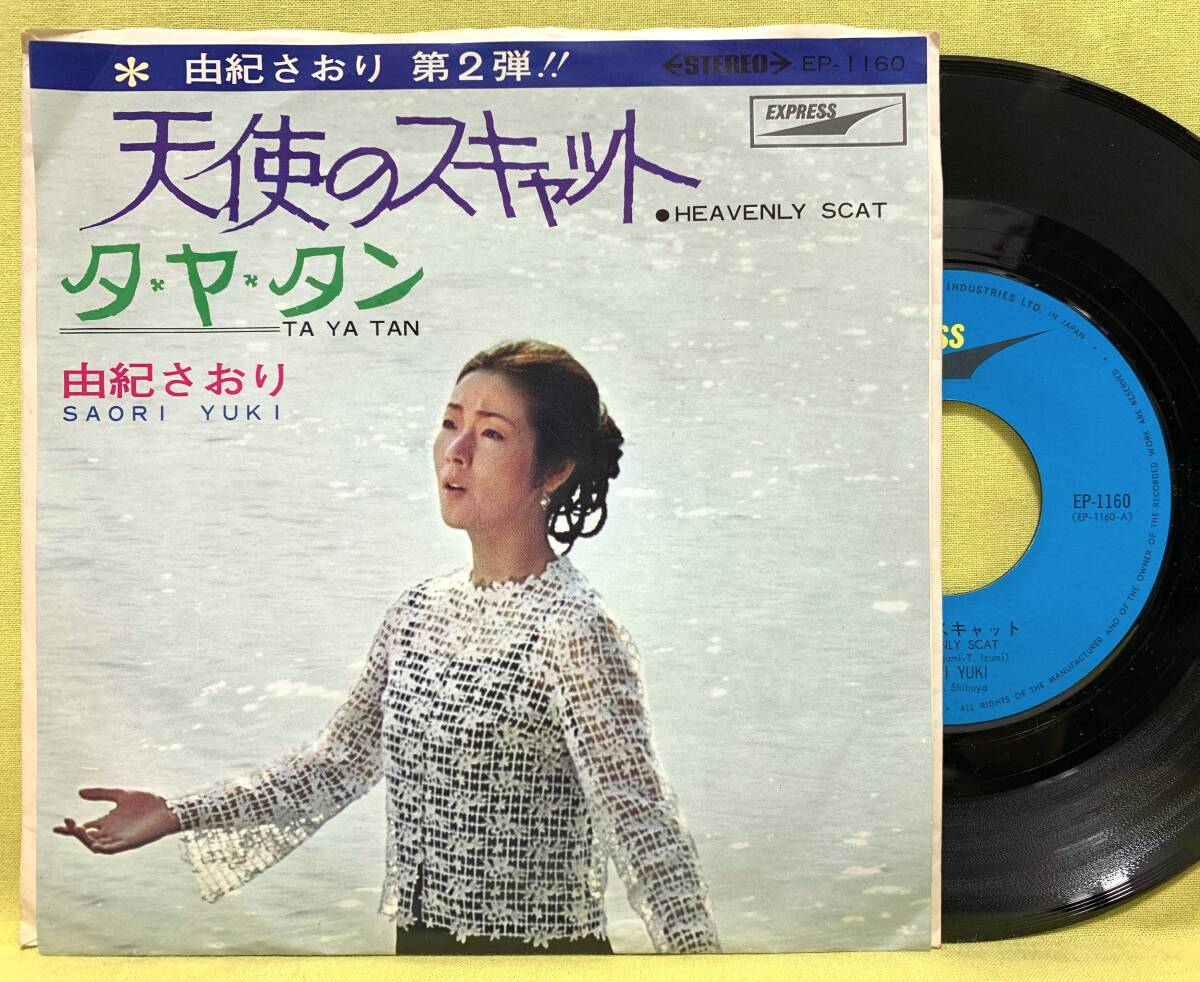 * 由紀さおり 第2弾!!
STEREO EP-1160
EXPRESS
天使のスキャット
●HEAVENLY SCAT
タ*ヤ*タン
TA YA TAN
由紀さおり
SAORI YUKI
INDUSTRIES LTD. IN JAPAN • • ALL RIGHTS OF THE MANUFACTURER AND OF THE OWNER OF THE RECORDED WORK ARE RESERVED
SS
EP-1160
(EP-1160-A)
スキャット
NLY SCAT
ami-T. Izumi)
I YUKI
Shibuya